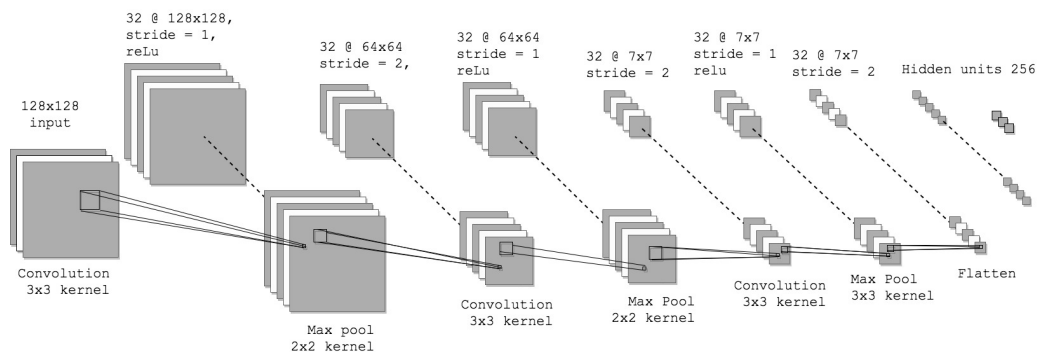 128x128
input
32 @ 128x128,
stride = 1,
reLu
32 @ 64x64
stride = 2,
32 @ 64x64
stride = 1
reLu
32 @ 7x7
stride = 2
32 @ 7x7
stride = 1
relu
32 @ 7x7
stride = 2
Hidden units 256
Convolution
3x3 kernel
Max pool
2x2 kernel
Convolution
3x3 kernel
Max Pool
2x2 kernel
Convolution
3x3 kernel
Max Pool
3x3 kernel
Flatten